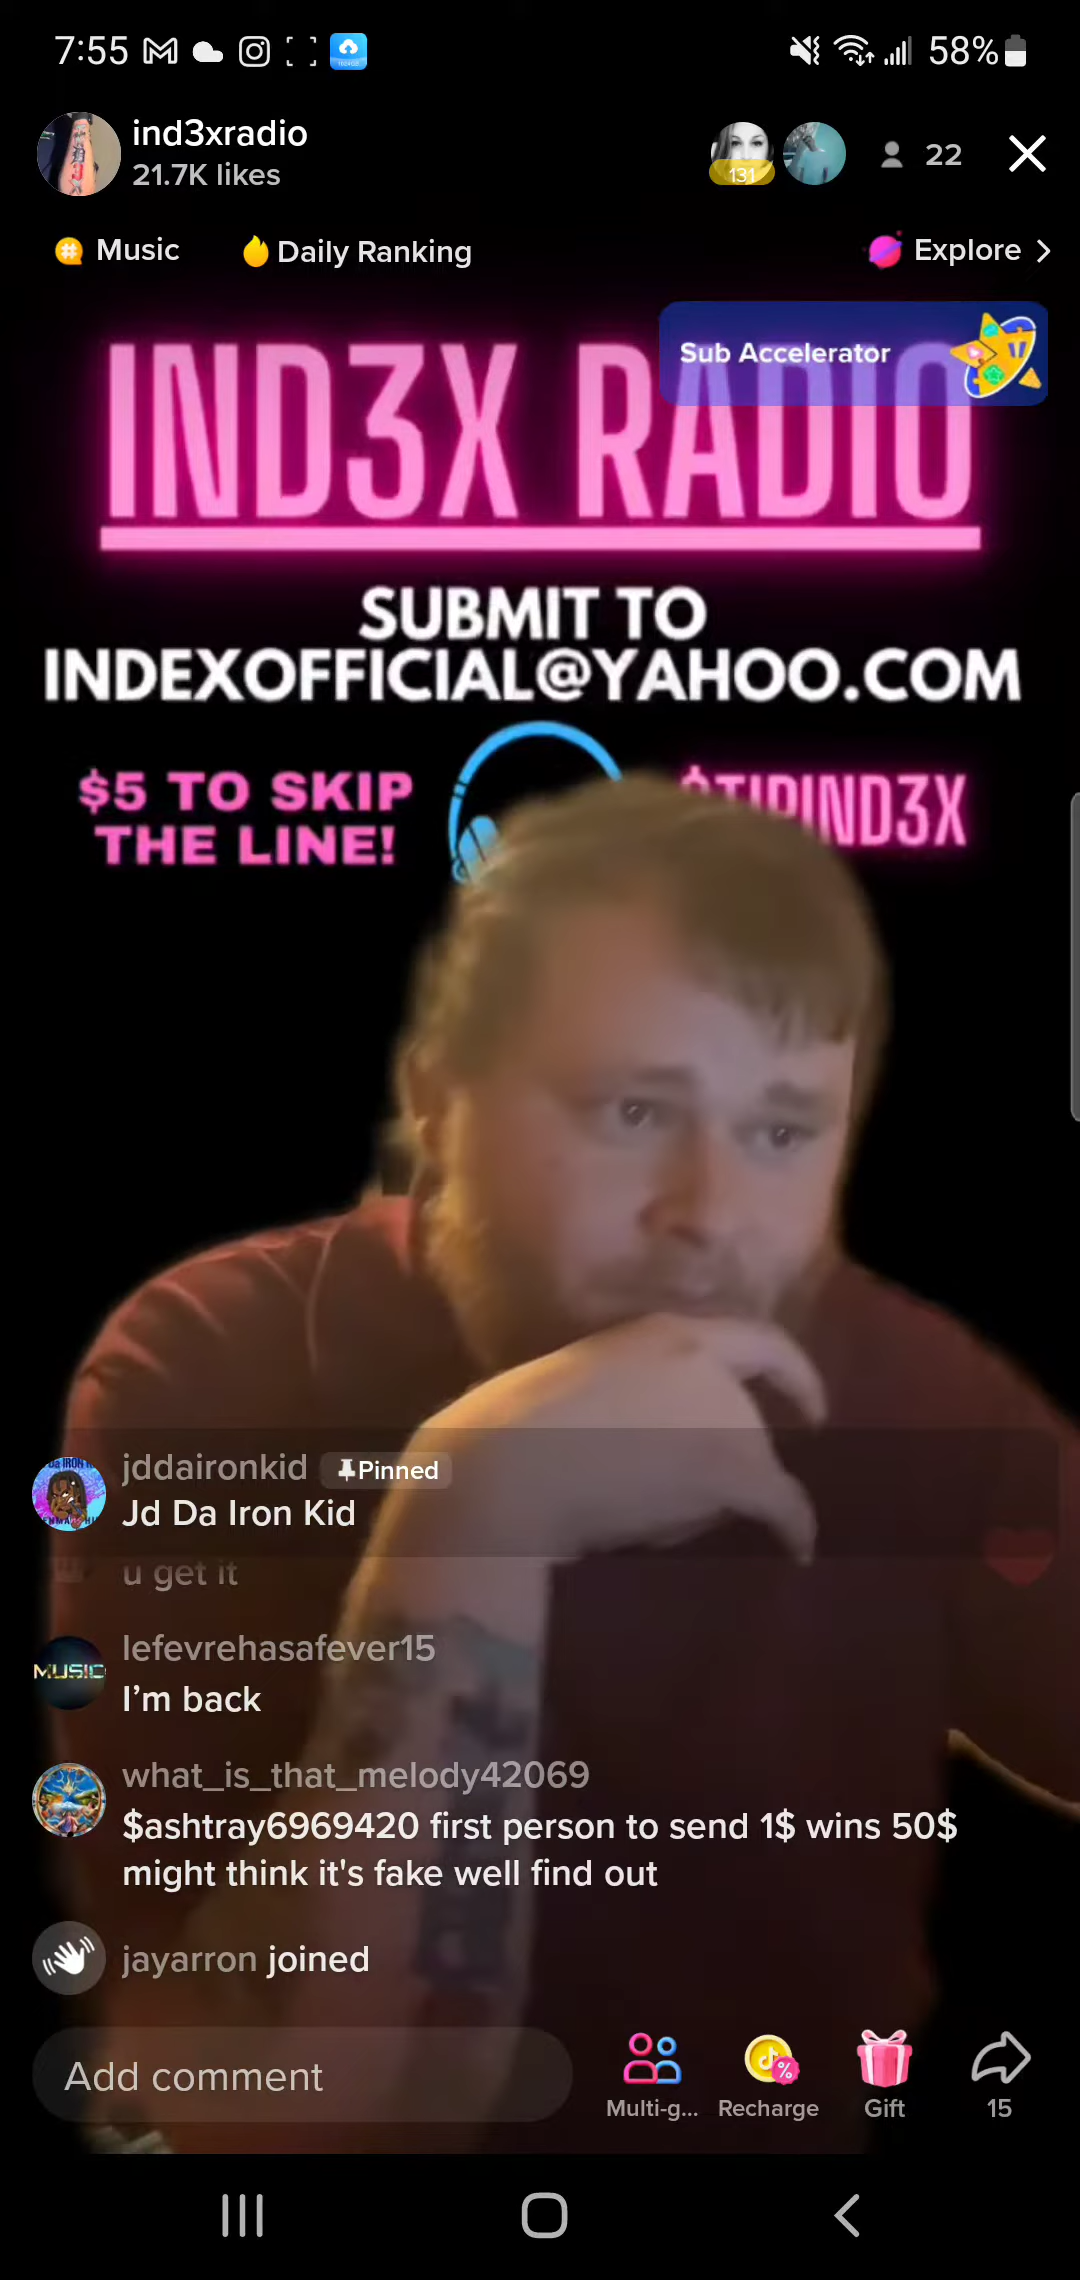 7:55 58%
ind3xradio
21.7K likes
131
22
Music Daily Ranking Explore
Sub Accelerator
IND3X RADIO
SUBMIT TO
INDEXOFFICIAL@YAHOO.COM
$5 TO SKIP
THE LINE!
$TIPIND3X
jddaironkid Pinned
Jd Da Iron Kid
u get it
lefevrehasafever15
MUSIC
I'm back
what_is_that_melody42069
$ashtray6969420 first person to send 1$ wins 50$
might think it's fake well find out
jayarron joined
Add comment
Multi-g... Recharge Gift 15